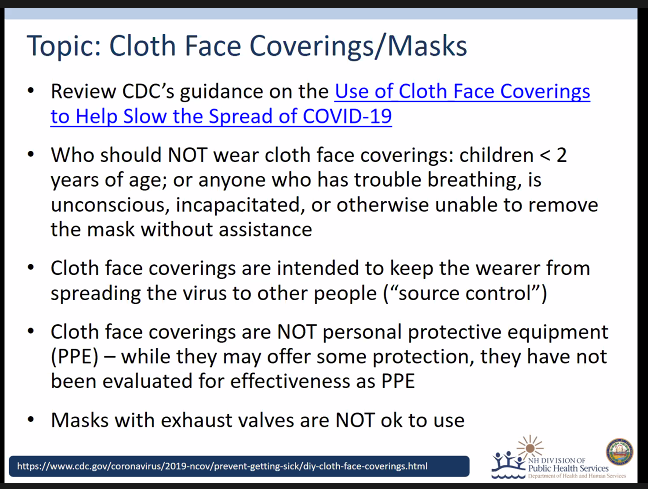 Topic: Cloth Face Coverings/Masks
• Review CDC's guidance on the Use of Cloth Face Coverings
to Help Slow the Spread of COVID-19
• Who should NOT wear cloth face coverings: children < 2
years of age; or anyone who has trouble breathing, is
unconscious, incapacitated, or otherwise unable to remove
the mask without assistance
• Cloth face coverings are intended to keep the wearer from
spreading the virus to other people (“source control”)
• Cloth face coverings are NOT personal protective equipment
(PPE) – while they may offer some protection, they have not
been evaluated for effectiveness as PPE
• Masks with exhaust valves are NOT ok to use
https://www.cdc.gov/coronavirus/2019-ncov/prevent-getting-sick/diy-cloth-face-coverings.html
NH DIVISION OF
Public Health Services
Department of Health and Human Services